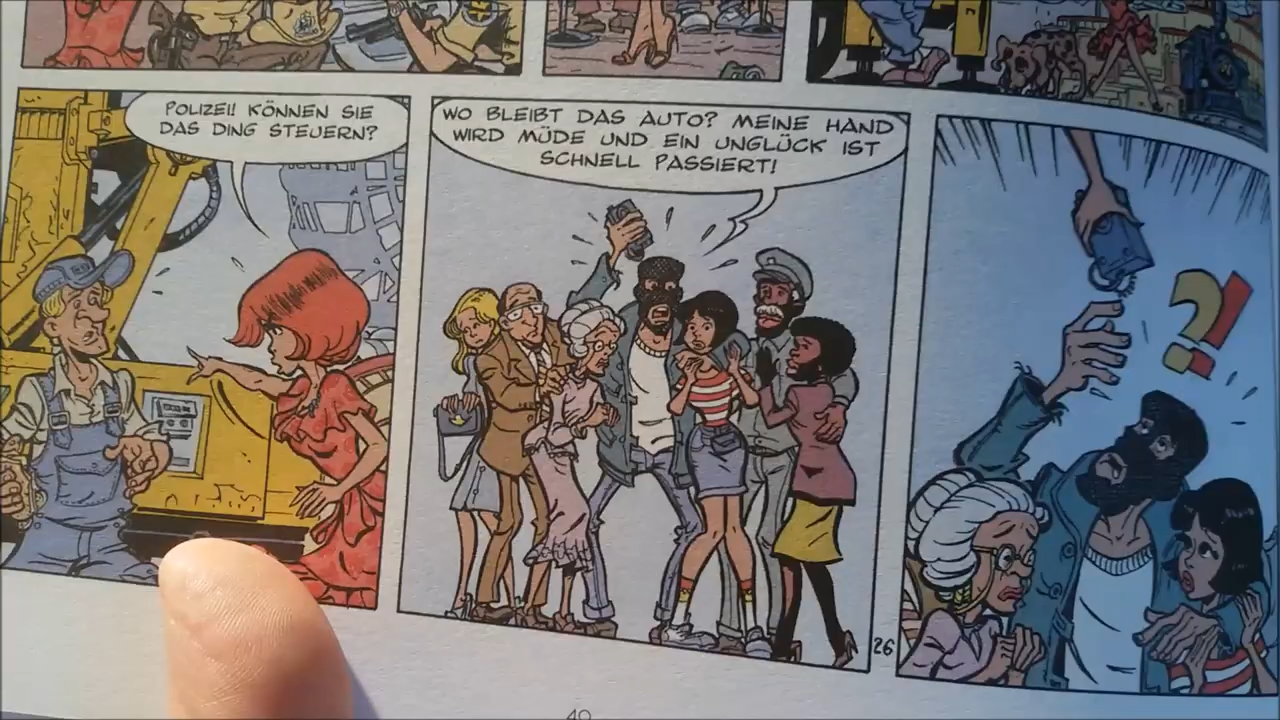 POLIZEI! KÖNNEN SIE
DAS DING STEUERN?
WO BLEIBT DAS AUTO? MEINE HAND
WIRD MÜDE UND EIN UNGLÜCK IST
SCHNELL PASSIERT!
?!
26